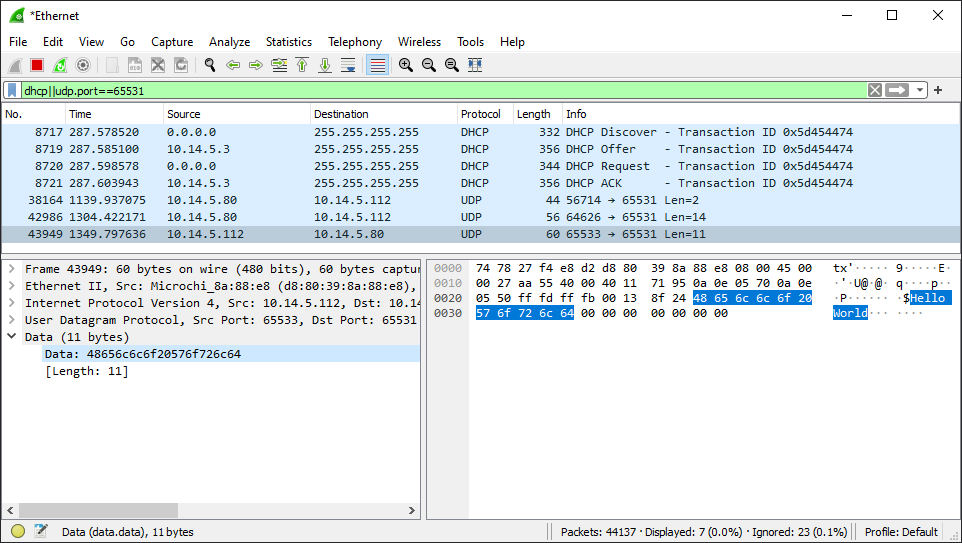 *Ethernet
File Edit View Go Capture Analyze Statistics Telephony Wireless Tools Help
dhcp||udp.port==65531
No. Time Source Destination Protocol Length Info
8717 287.578520 0.0.0.0 255.255.255.255 DHCP 332 DHCP Discover - Transaction ID 0x5d454474
8719 287.585100 10.14.5.3 255.255.255.255 DHCP 356 DHCP Offer - Transaction ID 0x5d454474
8720 287.598578 0.0.0.0 255.255.255.255 DHCP 344 DHCP Request - Transaction ID 0x5d454474
8721 287.603943 10.14.5.3 255.255.255.255 DHCP 356 DHCP ACK - Transaction ID 0x5d454474
38164 1139.937075 10.14.5.80 10.14.5.112 UDP 44 56714 → 65531 Len=2
42986 1304.422171 10.14.5.80 10.14.5.112 UDP 56 64626 → 65531 Len=14
43949 1349.797636 10.14.5.112 10.14.5.80 UDP 60 65533 → 65531 Len=11
Frame 43949: 60 bytes on wire (480 bits), 60 bytes captur
Ethernet II, Src: Microchi_8a:88:e8 (d8:80:39:8a:88:e8),
Internet Protocol Version 4, Src: 10.14.5.112, Dst: 10.14
User Datagram Protocol, Src Port: 65533, Dst Port: 65531
Data (11 bytes)
Data: 48656c6c6f20576f726c64
[Length: 11]
0000 74 78 27 f4 e8 d2 d8 80 39 8a 88 e8 08 00 45 00 tx'····· 9·····E·
0010 00 27 aa 55 40 00 40 11 71 95 0a 0e 05 70 0a 0e ·'·U@·@· q····p··
0020 05 50 ff fd ff fb 00 13 8f 24 48 65 6c 6c 6f 20 ·P······ ·$Hello
0030 57 6f 72 6c 64 00 00 00 00 00 00 00 World··· ····
Data (data.data), 11 bytes
Packets: 44137 · Displayed: 7 (0.0%) · Ignored: 23 (0.1%)
Profile: Default